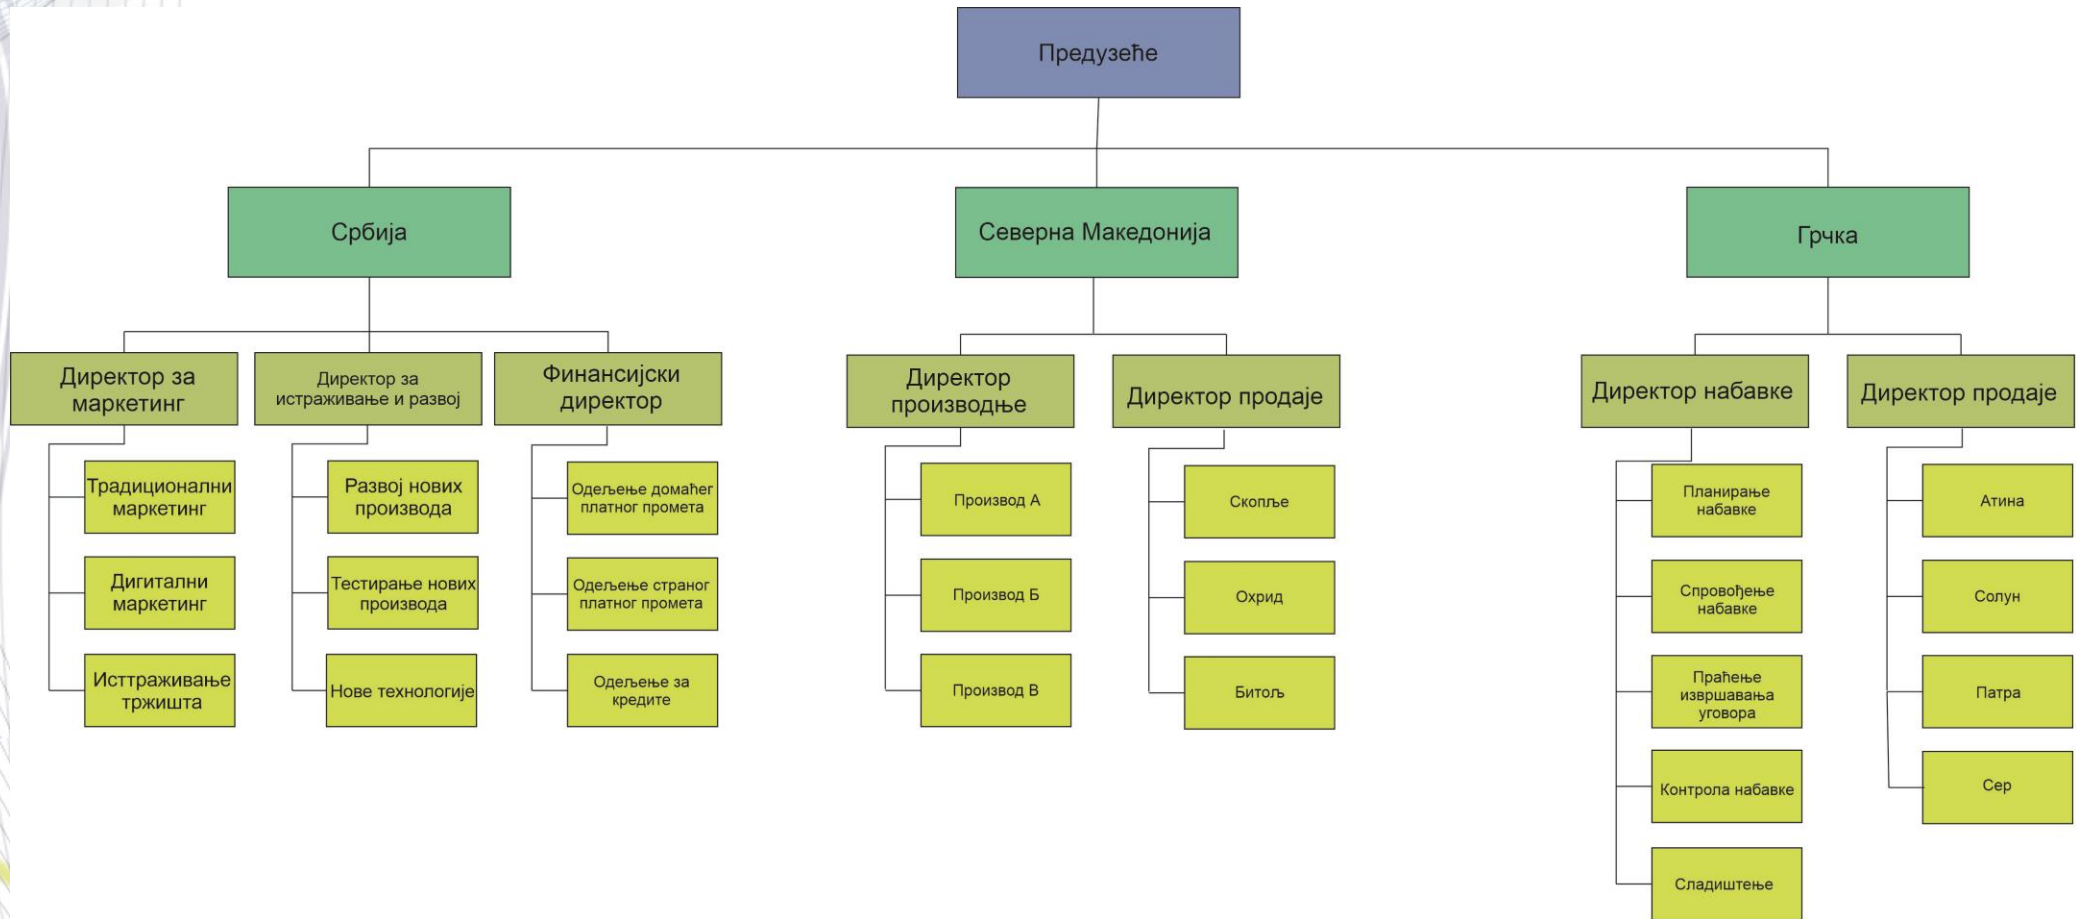 Предузеће
Србија
Северна Македонија
Грчка
Директор за
маркетинг
Директор за
истраживање и развој
Финансијски
директор
Директор
производње
Директор продаје
Директор набавке
Директор продаје
Традиционални
маркетинг
Дигитални
маркетинг
Исттраживање
тржишта
Развој нових
производа
Тестирање нових
производа
Нове технологије
Одељење домаћег
платног промета
Одељење страног
платног промета
Одељење за
кредите
Производ А
Производ Б
Производ В
Скопље
Охрид
Битољ
Планирање
набавке
Спровођење
набавке
Праћење
извршавања
уговора
Контрола набавке
Сладиштење
Атина
Солун
Патра
Сер